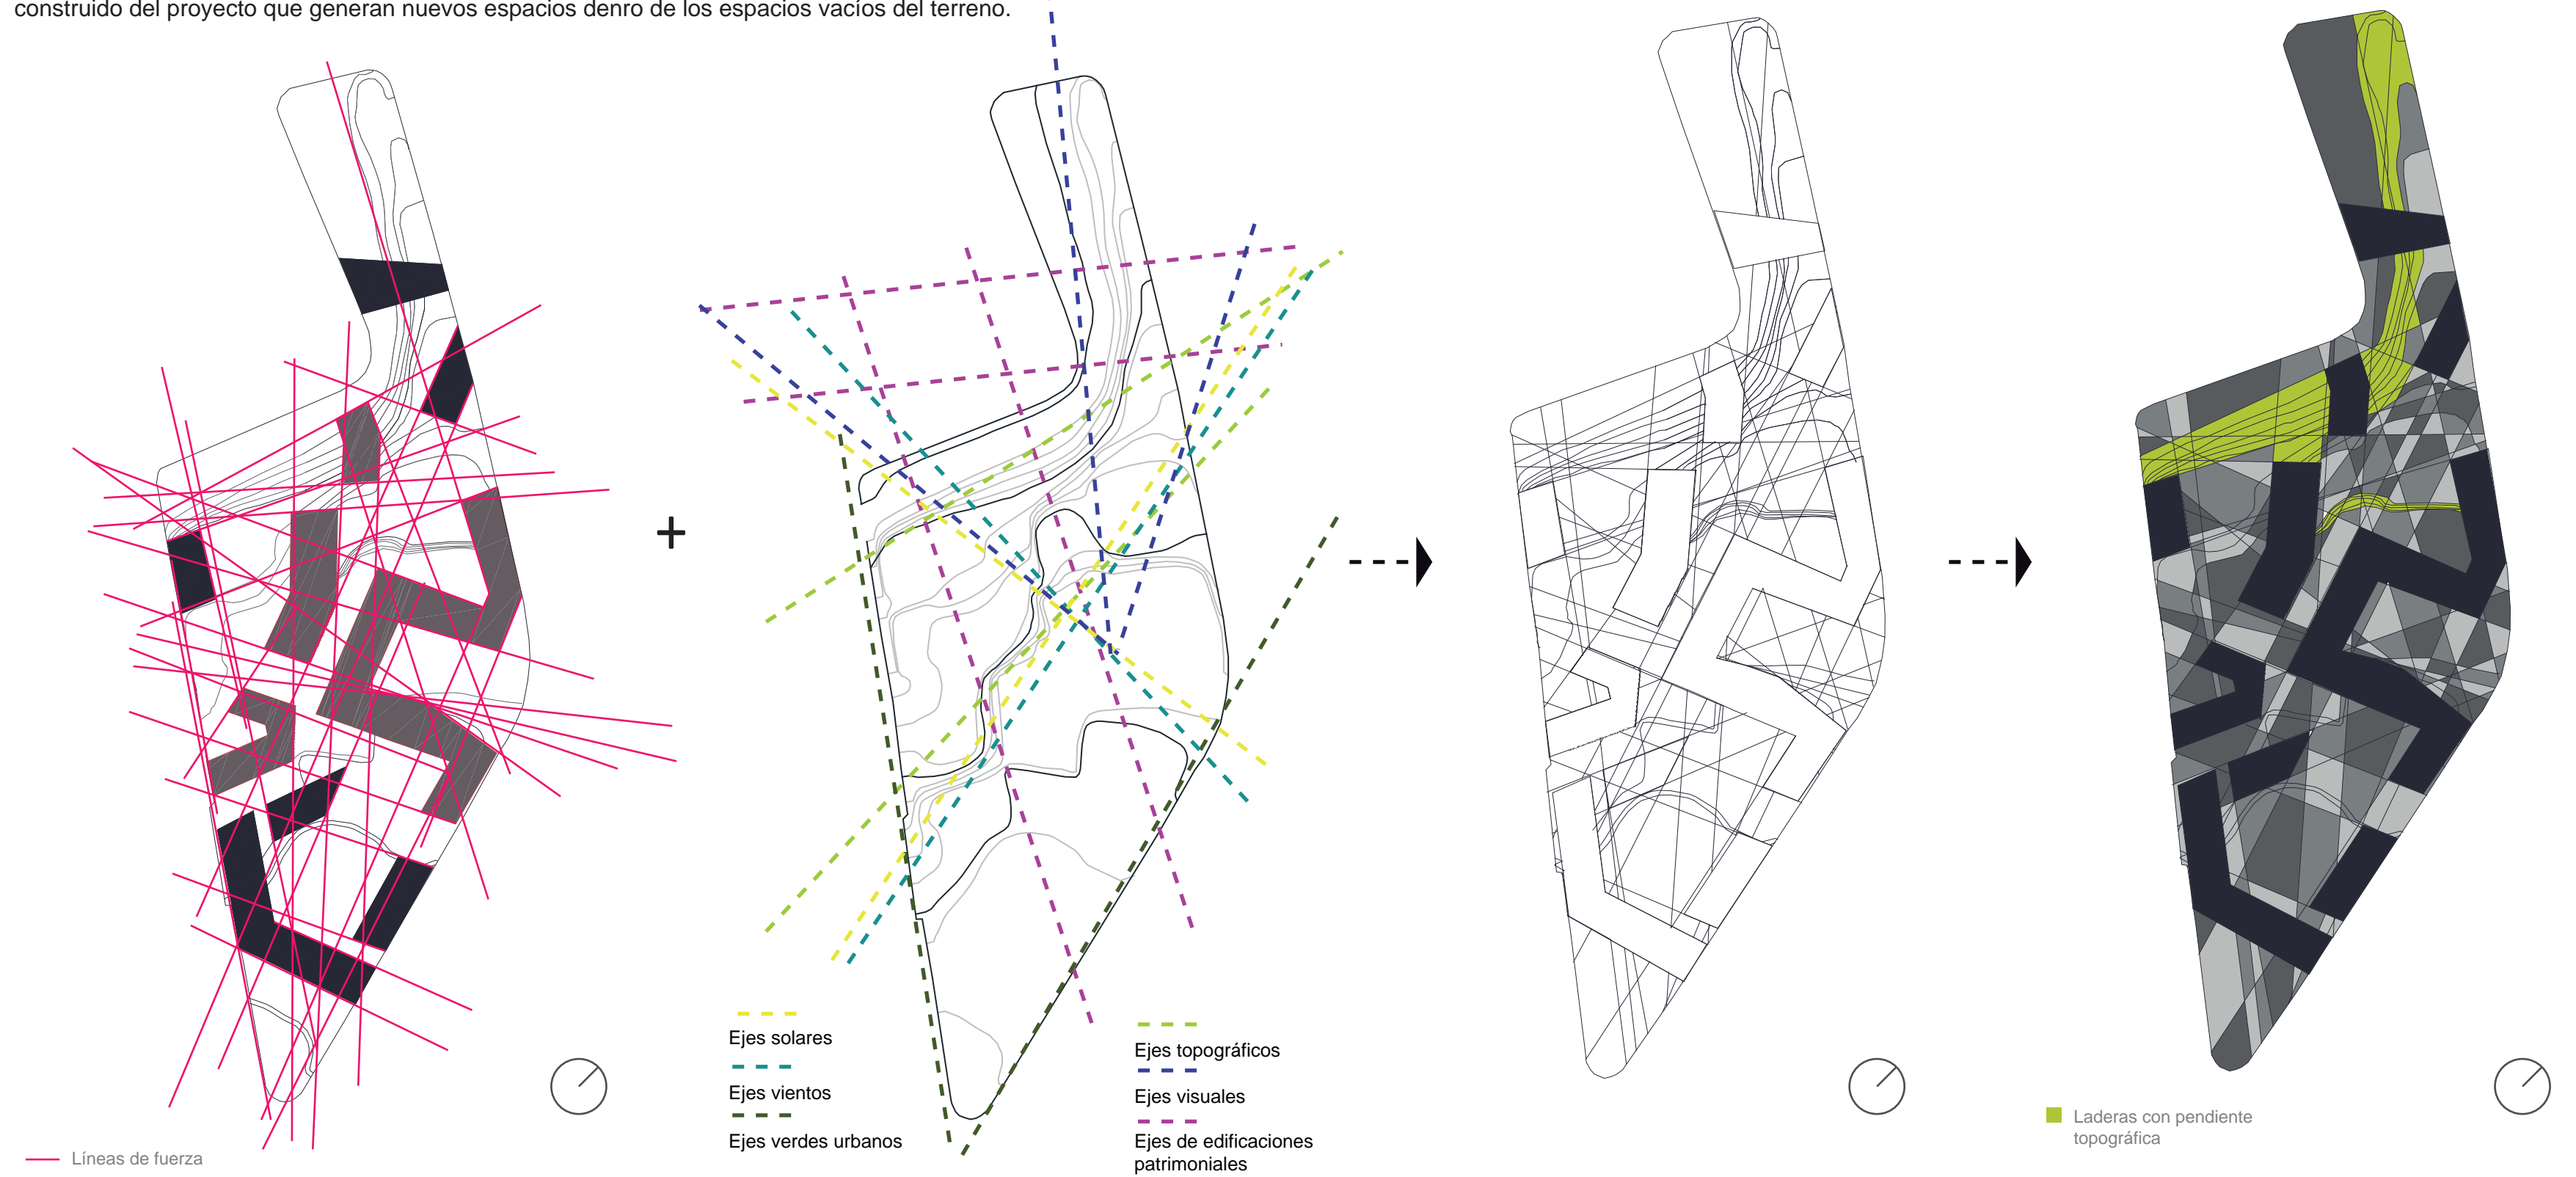 construido del proyecto que generan nuevos espacios denro de los espacios vacíos del terreno.
Líneas de fuerza
Ejes solares
Ejes vientos
Ejes verdes urbanos
Ejes topográficos
Ejes visuales
Ejes de edificaciones
patrimoniales
Laderas con pendiente
topográfica